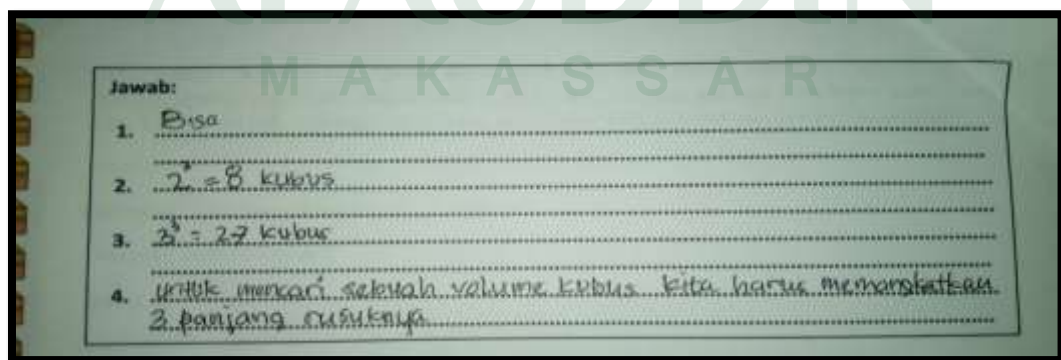 ALAUDDIN
MAKASSAR
Jawab:
1. Bisa
2. 2³ = 8 kubus
3. 3³ = 27 kubus
4. untuk mencari sebuah volume kubus kita harus memangkatkan
3 panjang rusuknya